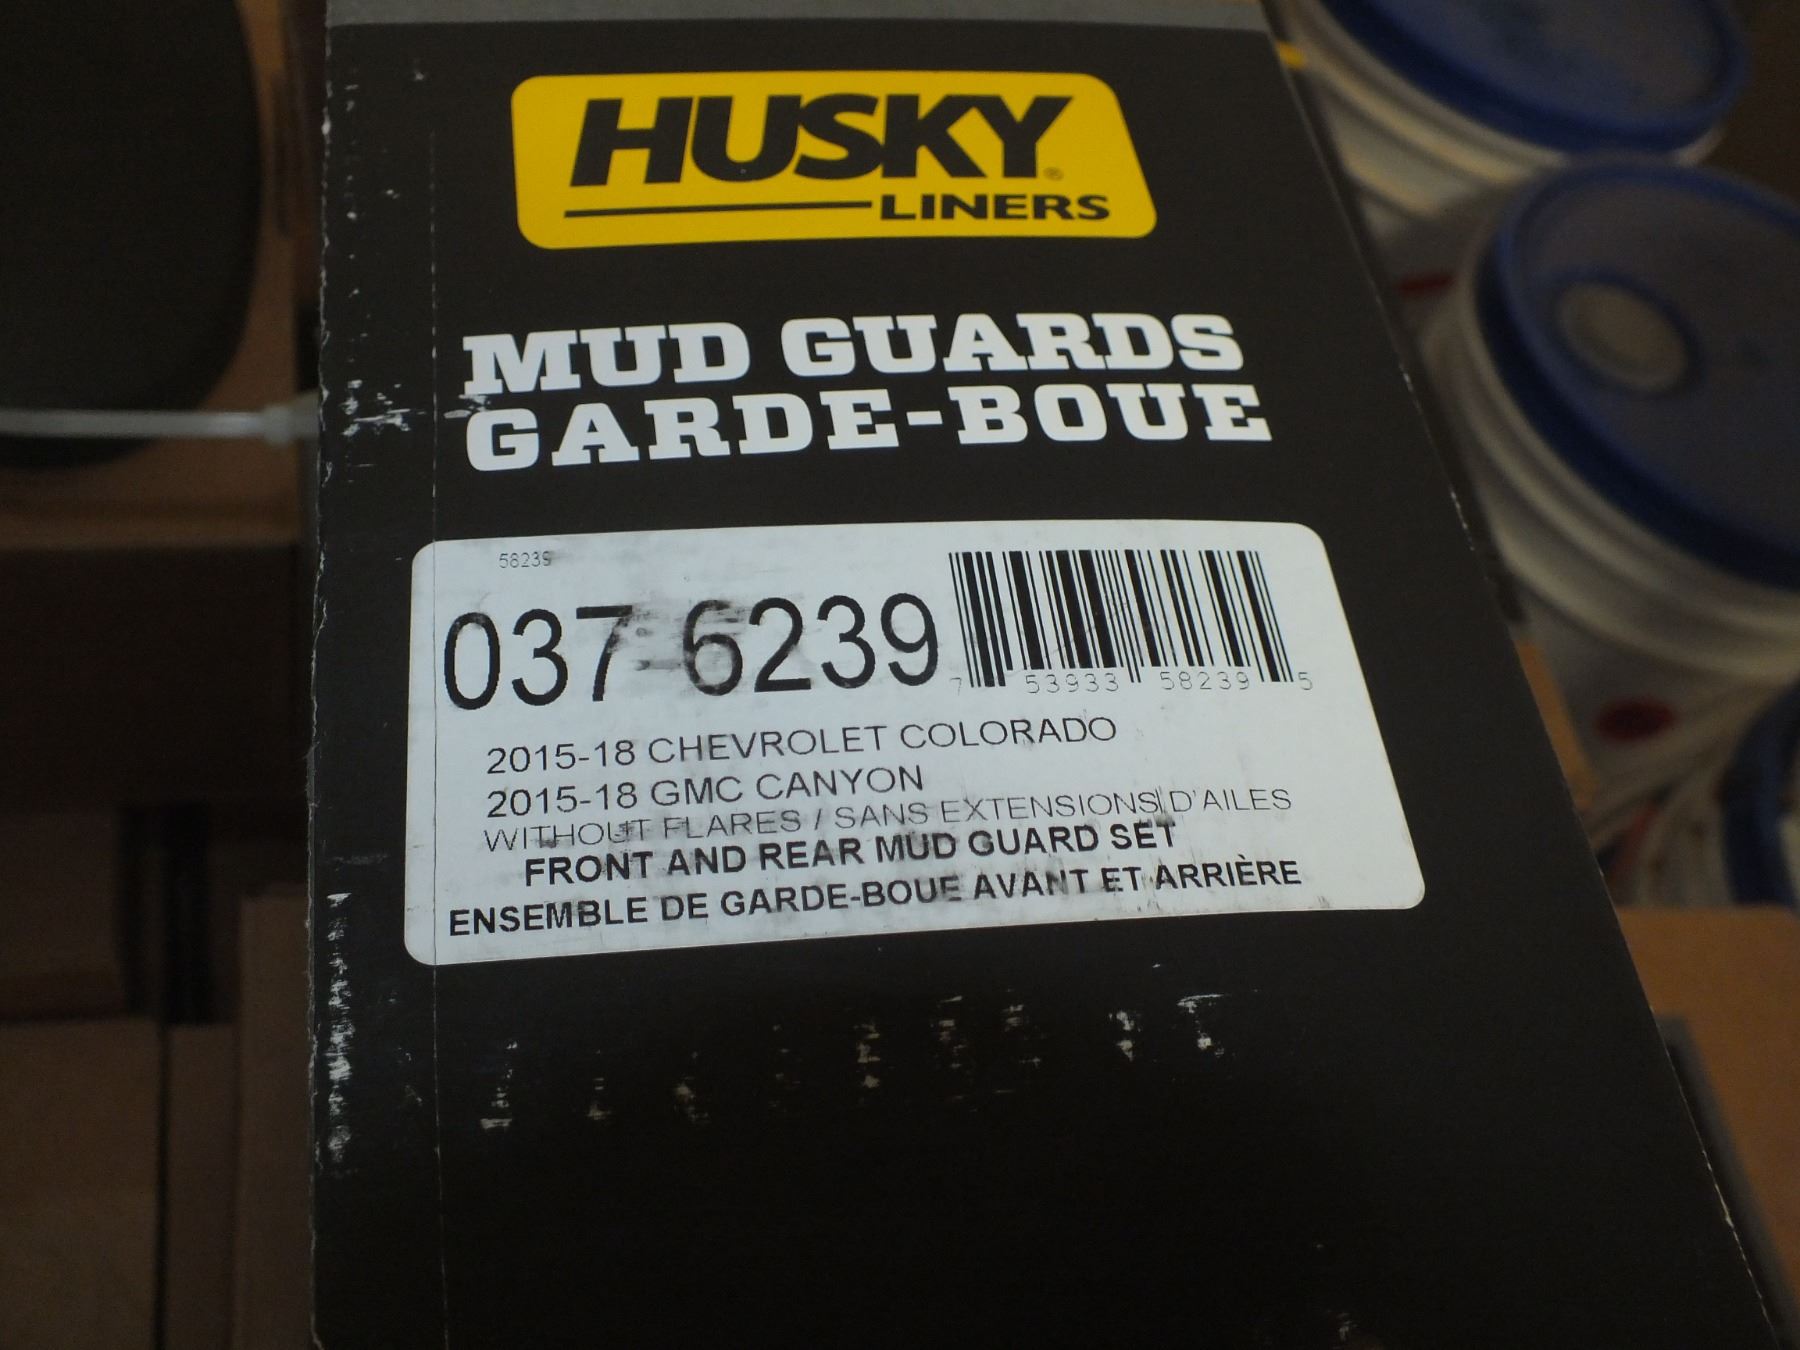 HUSKY
LINERS
MUD GUARDS
GARDE-BOUE
58239
037 6239
7 53933 58239 5
2015-18 CHEVROLET COLORADO
2015-18 GMC CANYON
WITHOUT FLARES / SANS EXTENSIONS D'AILES
FRONT AND REAR MUD GUARD SET
ENSEMBLE DE GARDE-BOUE AVANT ET ARRIÈRE